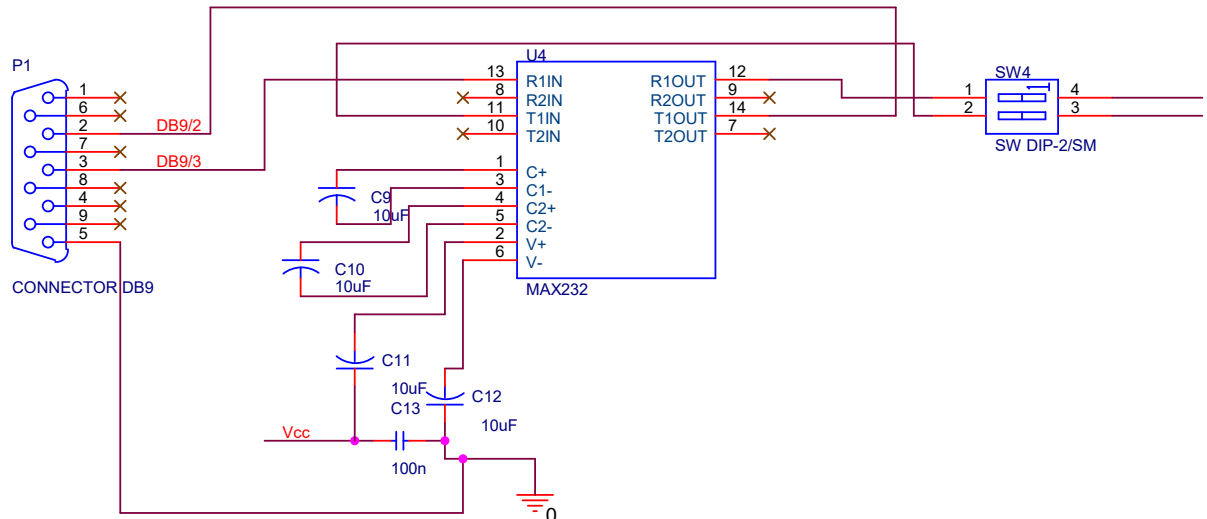 P1
1
6
2
7
3
8
4
9
5
DB9/2
DB9/3
CONNECTOR DB9
U4
13 R1IN R1OUT 12
8 R2IN R2OUT 9
11 T1IN T1OUT 14
10 T2IN T2OUT 7
1 C+
3 C1-
4 C2+
5 C2-
2 V+
6 V-
MAX232
C9
10uF
C10
10uF
C11
10uF
C12
10uF
C13
100n
Vcc
0
SW4
1 4
2 3
1
SW DIP-2/SM